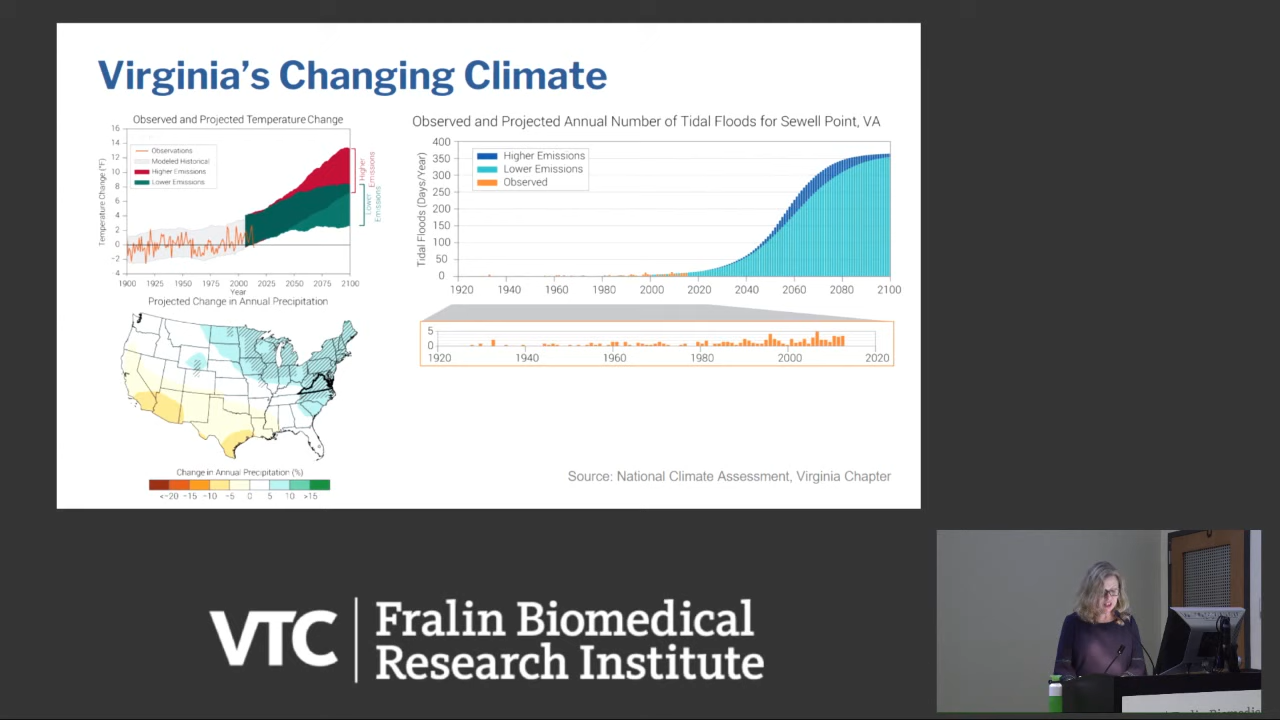 Virginia's Changing Climate
Observed and Projected Temperature Change
16
14
12
10
8
6
4
2
0
−2
4
Temperature Change (°F)
Observations
Modeled Historical
Higher Emissions
Lower Emissions
Higher
Emissions
Lower
Emissions
1900 1925 1950 1975 2000 2025 2050 2075 2100
Year
Observed and Projected Annual Number of Tidal Floods for Sewell Point, VA
400
350
300
250
200
150
100
50
0
Tidal Floods (Days/Year)
Higher Emissions
Lower Emissions
Observed
1920 1940 1960 1980 2000 2020 2040 2060 2080 2100
5
0
1920 1940 1960 1980 2000 2020
Projected Change in Annual Precipitation
Change in Annual Precipitation (%)
<−20 −15 −10 −5 0 5 10 >15
Source: National Climate Assessment, Virginia Chapter
VTC
Fralin Biomedical
Research Institute